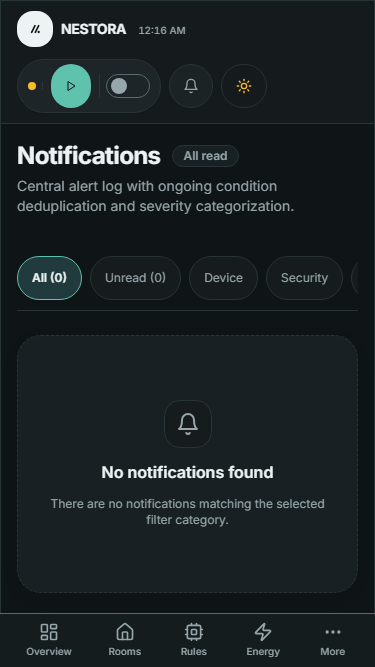 NESTORA 12:16 AM
Notifications All read
Central alert log with ongoing condition
deduplication and severity categorization.
All (0) Unread (0) Device Security
No notifications found
There are no notifications matching the selected
filter category.
Overview Rooms Rules Energy More